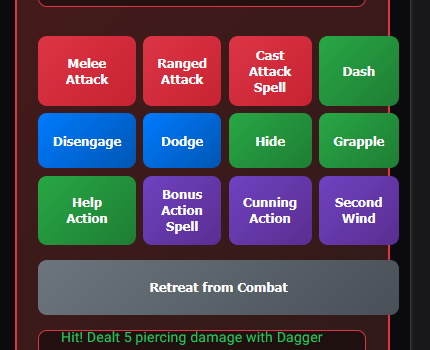 Melee
Attack
Ranged
Attack
Cast
Attack
Spell
Dash
Disengage
Dodge
Hide
Grapple
Help
Action
Bonus
Action
Spell
Cunning
Action
Second
Wind
Retreat from Combat
Hit! Dealt 5 piercing damage with Dagger